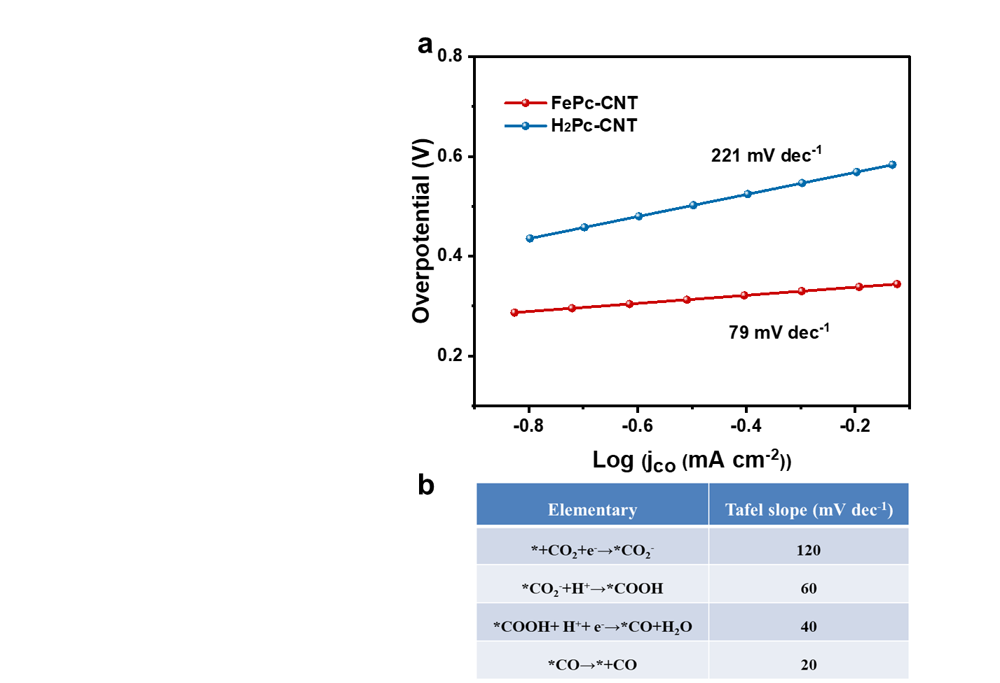 a
0.8
FePc-CNT
H₂Pc-CNT
221 mV dec⁻¹
0.6
Overpotential (V)
0.4
79 mV dec⁻¹
0.2
-0.8 -0.6 -0.4 -0.2
Log (jCO (mA cm⁻²))
b
Elementary Tafel slope (mV dec⁻¹)
*+CO₂+e⁻→*CO₂⁻ 120
*CO₂⁻+H⁺→*COOH 60
*COOH+ H⁺+ e⁻→*CO+H₂O 40
*CO→*+CO 20